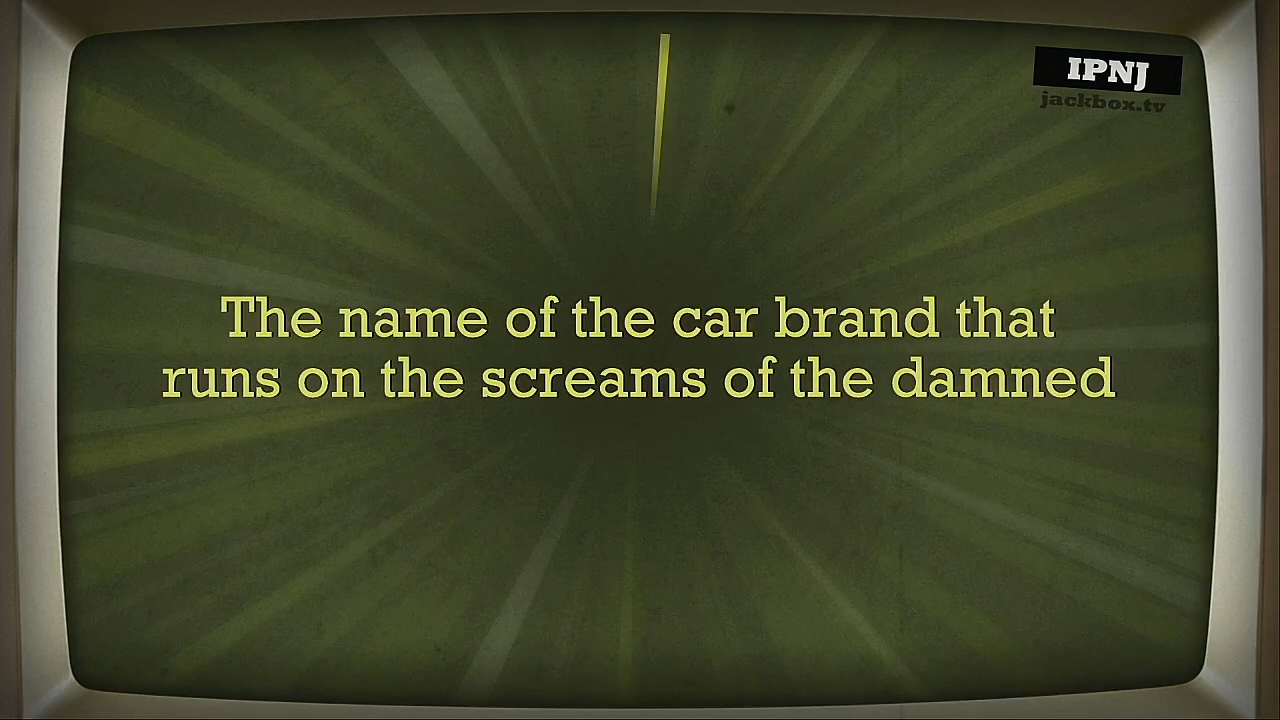 IPNJ
jackbox.tv
The name of the car brand that
runs on the screams of the damned